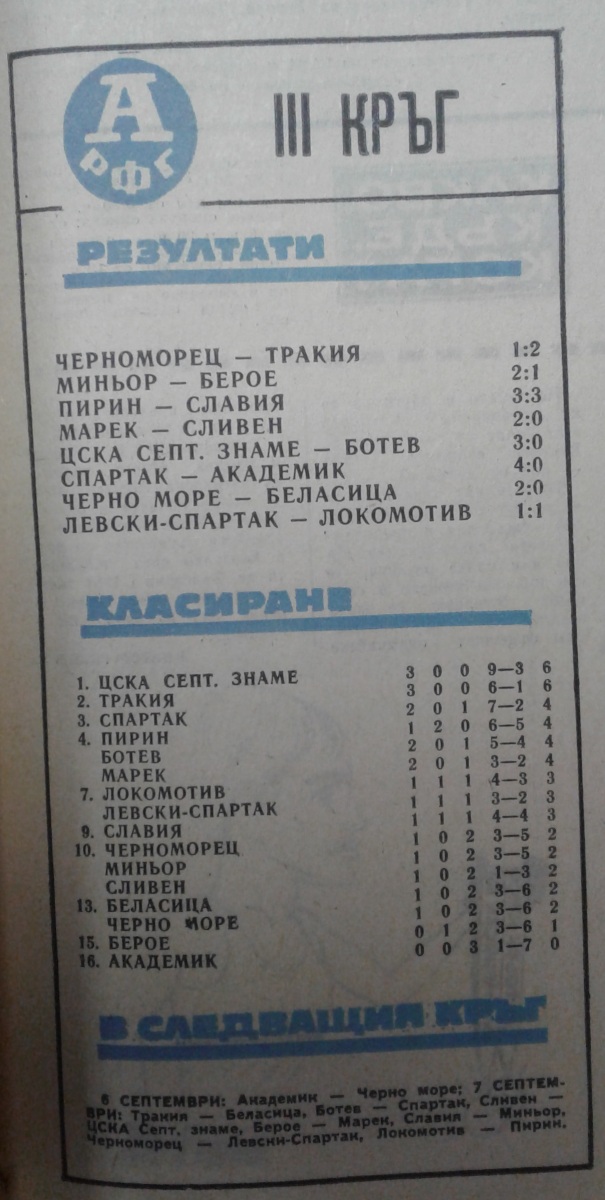 А
РФГ
III КРЪГ
РЕЗУЛТАТИ
ЧЕРНОМОРЕЦ — ТРАКИЯ 1:2
МИНЬОР — БЕРОЕ 2:1
ПИРИН — СЛАВИЯ 3:3
МАРЕК — СЛИВЕН 2:0
ЦСКА СЕПТ. ЗНАМЕ — БОТЕВ 3:0
СПАРТАК — АКАДЕМИК 4:0
ЧЕРНО МОРЕ — БЕЛАСИЦА 2:0
ЛЕВСКИ-СПАРТАК — ЛОКОМОТИВ 1:1
КЛАСИРАНЕ
1. ЦСКА СЕПТ. ЗНАМЕ 3 0 0 9—3 6
2. ТРАКИЯ 3 0 0 6—1 6
3. СПАРТАК 2 0 1 7—2 4
4. ПИРИН 1 2 0 6—5 4
БОТЕВ 2 0 1 5—4 4
МАРЕК 2 0 1 3—2 4
7. ЛОКОМОТИВ 1 1 1 4—3 3
ЛЕВСКИ-СПАРТАК 1 1 1 3—2 3
9. СЛАВИЯ 1 1 1 4—4 3
10. ЧЕРНОМОРЕЦ 1 0 2 3—5 2
МИНЬОР 1 0 2 3—5 2
СЛИВЕН 1 0 2 1—3 2
13. БЕЛАСИЦА 1 0 2 3—6 2
ЧЕРНО МОРЕ 1 0 2 3—6 2
15. БЕРОЕ 0 1 2 3—6 1
16. АКАДЕМИК 0 0 3 1—7 0
В СЛЕДВАЩИЯ КРЪГ
6 СЕПТЕМВРИ: Академик — Черно море; 7 СЕПТЕМ-
ВРИ: Тракия — Беласица, Ботев — Спартак, Сливен —
ЦСКА Септ. знаме, Берое — Марек, Славия — Миньор,
Черноморец — Левски-Спартак, Локомотив — Пирин.